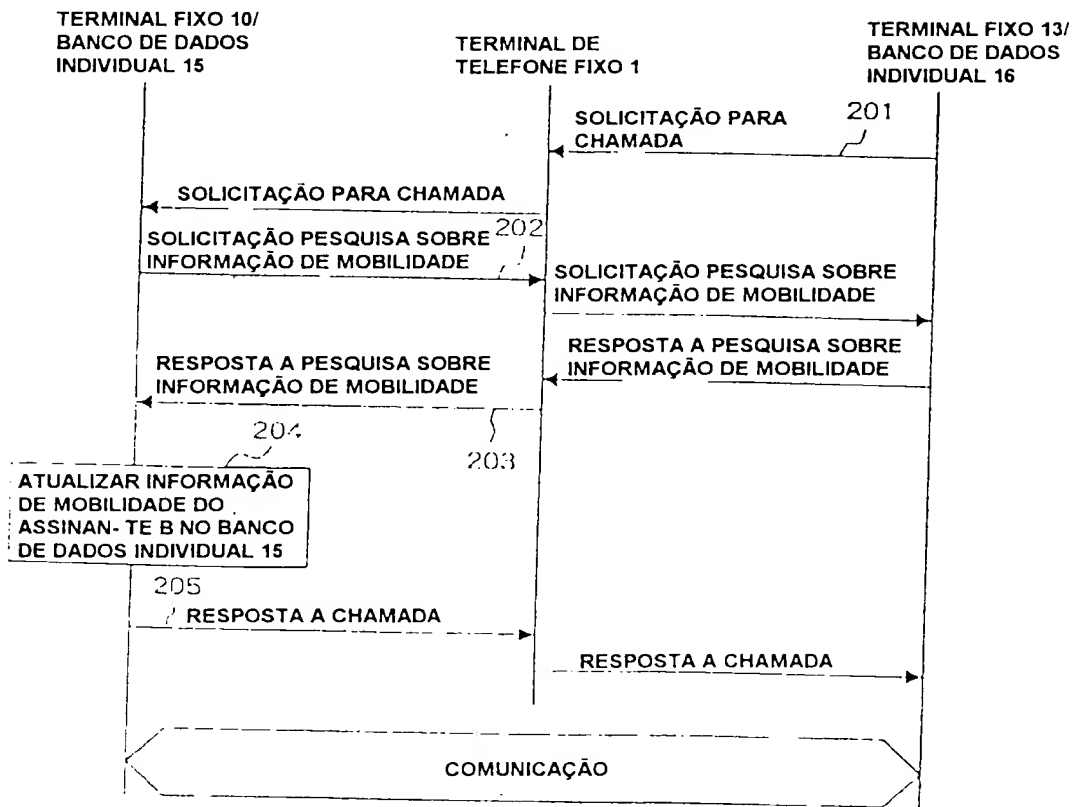 TERMINAL FIXO 10/
BANCO DE DADOS
INDIVIDUAL 15
TERMINAL DE
TELEFONE FIXO 1
TERMINAL FIXO 13/
BANCO DE DADOS
INDIVIDUAL 16
SOLICITAÇÃO PARA
CHAMADA
201
SOLICITAÇÃO PARA CHAMADA
202
SOLICITAÇÃO PESQUISA SOBRE
INFORMAÇÃO DE MOBILIDADE
SOLICITAÇÃO PESQUISA SOBRE
INFORMAÇÃO DE MOBILIDADE
RESPOSTA A PESQUISA SOBRE
INFORMAÇÃO DE MOBILIDADE
RESPOSTA A PESQUISA SOBRE
INFORMAÇÃO DE MOBILIDADE
203
204
ATUALIZAR INFORMAÇÃO
DE MOBILIDADE DO
ASSINAN- TE B NO BANCO
DE DADOS INDIVIDUAL 15
205
RESPOSTA A CHAMADA
RESPOSTA A CHAMADA
COMUNICAÇÃO